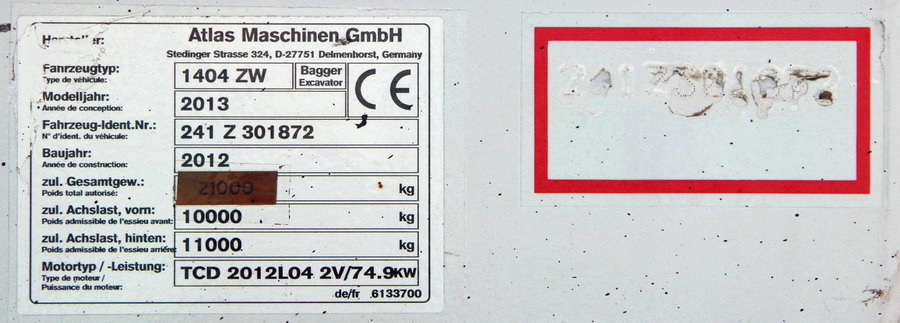 Hersteller: Atlas Maschinen GmbH
Stedinger Strasse 324, D-27751 Delmenhorst, Germany
Fahrzeugtyp: 1404 ZW Bagger
Type de véhicule: Excavator
CE
Modelljahr: 2013
Année de conception:
Fahrzeug-Ident.Nr.: 241 Z 301872
N° d'ident. du véhicule:
Baujahr: 2012
Année de construction:
zul. Gesamtgew.: 21000 kg
Poids total autorisé:
zul. Achslast, vorn: 10000 kg
Poids admissible de l'essieu avant:
zul. Achslast, hinten: 11000 kg
Poids admissible de l'essieu arrière:
Motortyp / -Leistung: TCD 2012L04 2V/74.9KW
Type de moteur /
Puissance du moteur:
de/fr 6133700